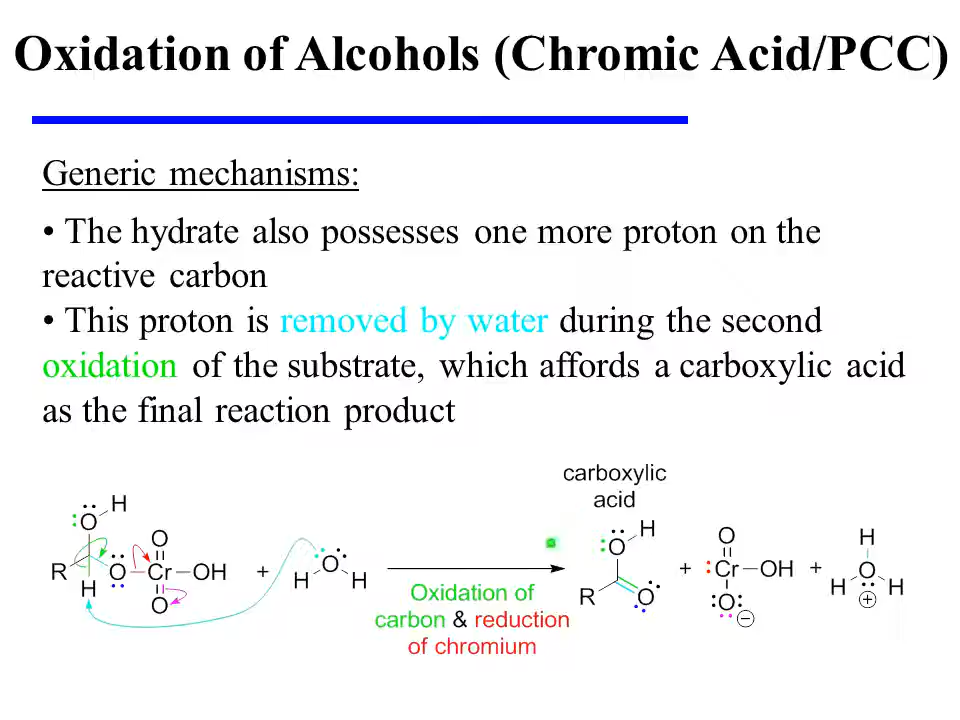 Oxidation of Alcohols (Chromic Acid/PCC)
Generic mechanisms:
• The hydrate also possesses one more proton on the
reactive carbon
• This proton is removed by water during the second
oxidation of the substrate, which affords a carboxylic acid
as the final reaction product
carboxylic
acid
H
O
R
H
O
Cr
OH
O
O
+
H
O
H
Oxidation of
carbon & reduction
of chromium
H
O
R
O
+
O
Cr
OH
O
−
+
H
O
H
H
+